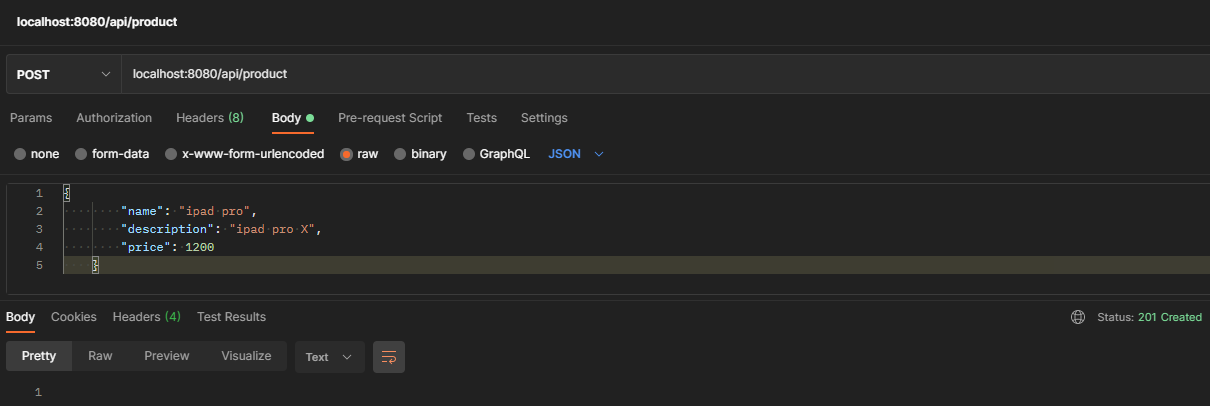 localhost:8080/api/product
POST localhost:8080/api/product
Params Authorization Headers (8) Body Pre-request Script Tests Settings
none form-data x-www-form-urlencoded raw binary GraphQL JSON
1 {
2 "name": "ipad pro",
3 "description": "ipad pro X",
4 "price": 1200
5 }
Body Cookies Headers (4) Test Results Status: 201 Created
Pretty Raw Preview Visualize Text
1